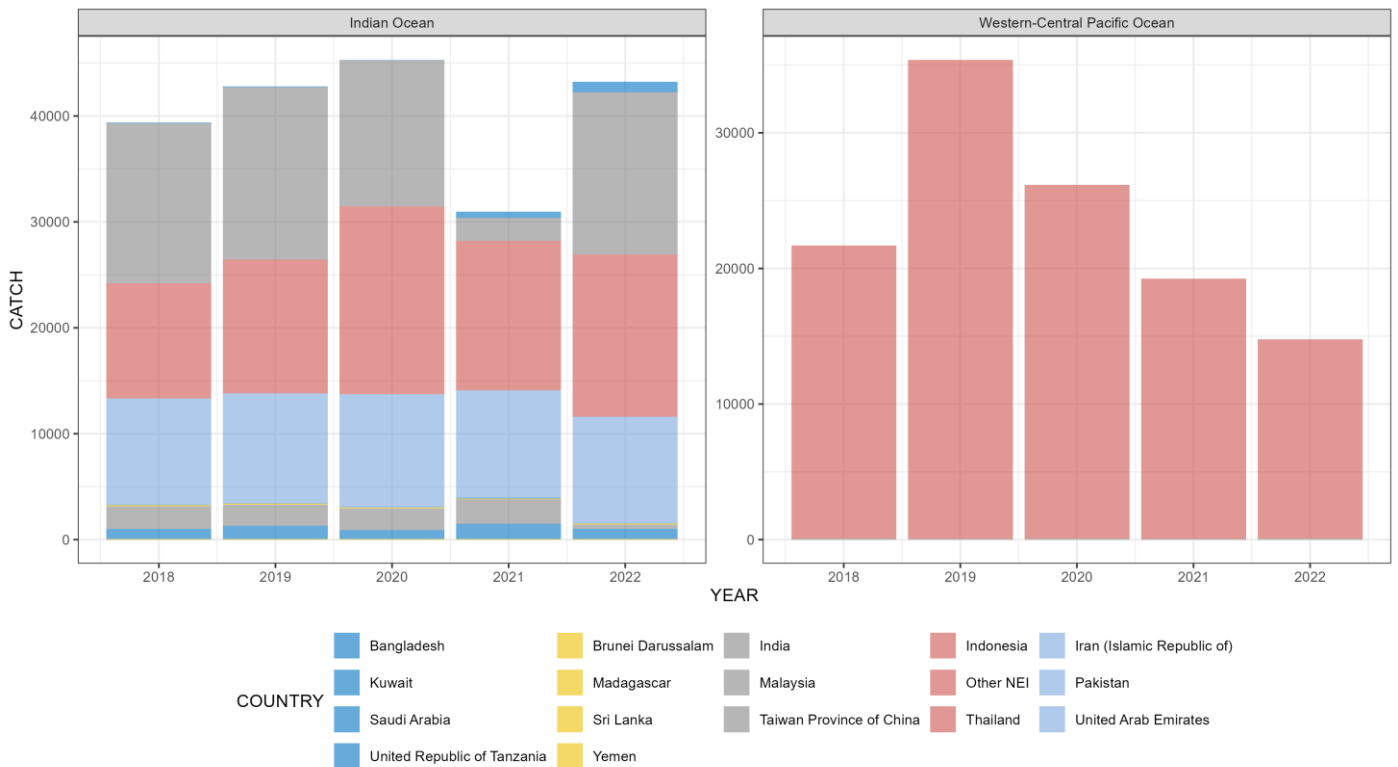 Indian Ocean
Western-Central Pacific Ocean
CATCH
40000
30000
20000
10000
0
30000
20000
10000
0
2018 2019 2020 2021 2022
2018 2019 2020 2021 2022
YEAR
COUNTRY
Bangladesh Brunei Darussalam India Indonesia Iran (Islamic Republic of)
Kuwait Madagascar Malaysia Other NEI Pakistan
Saudi Arabia Sri Lanka Taiwan Province of China Thailand United Arab Emirates
United Republic of Tanzania Yemen